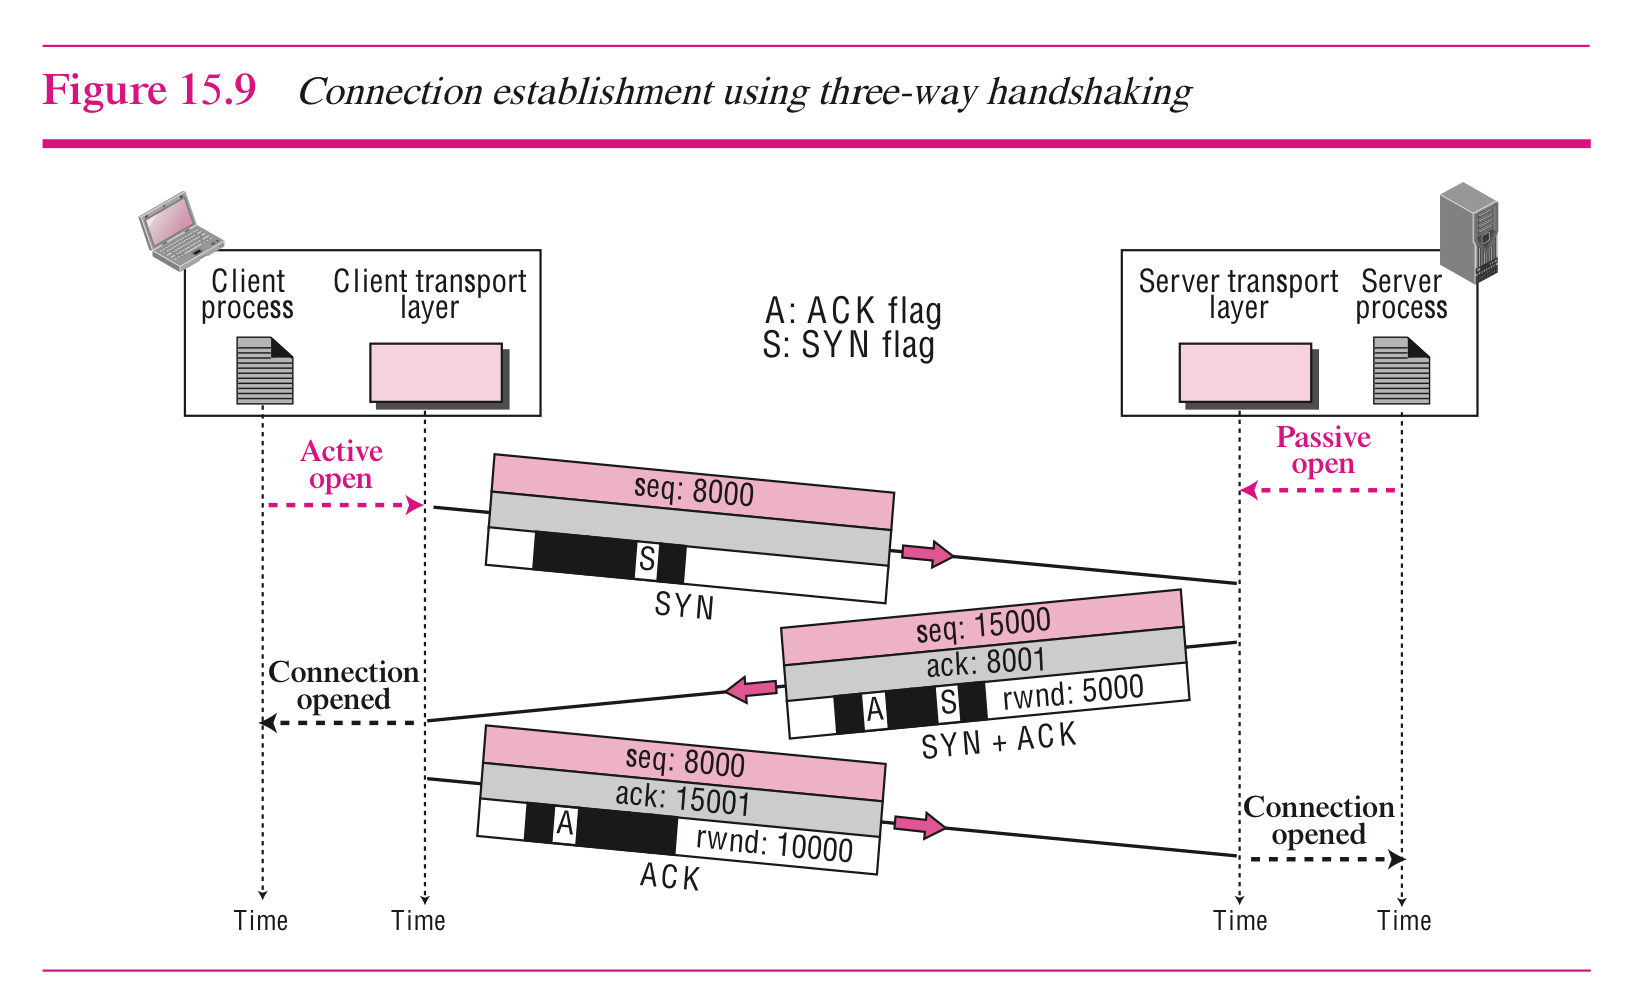 Figure 15.9 Connection establishment using three-way handshaking
Client
process
Client transport
layer
A: ACK flag
S: SYN flag
Server transport
layer
Server
process
Active
open
Passive
open
seq: 8000
S
SYN
seq: 15000
ack: 8001
A
S
rwnd: 5000
SYN + ACK
Connection
opened
seq: 8000
ack: 15001
A
rwnd: 10000
ACK
Connection
opened
Time
Time
Time
Time